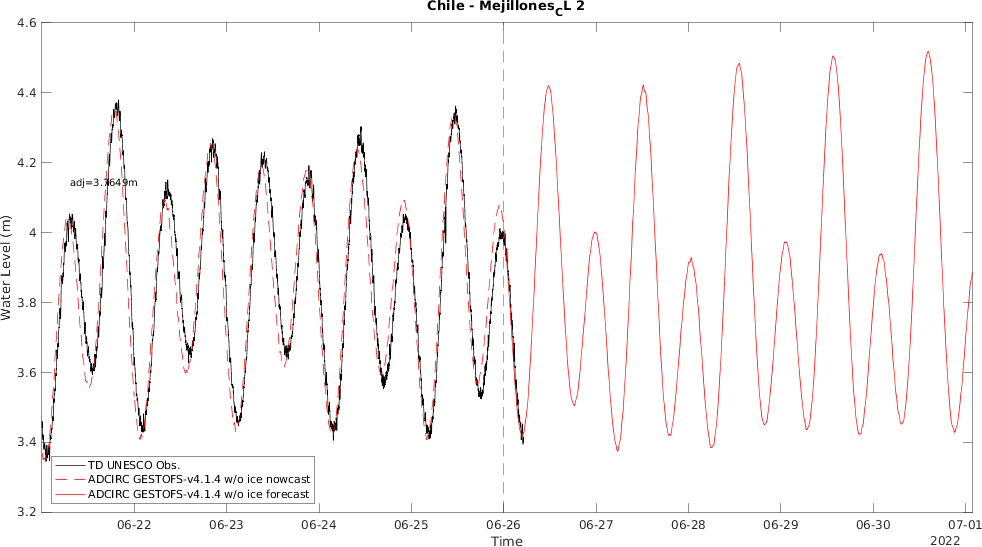 Chile - Mejillones_CL 2
4.6
4.4
4.2
4
3.8
3.6
3.4
3.2
Water Level (m)
adj=3.7649m
TD UNESCO Obs.
ADCIRC GESTOFS-v4.1.4 w/o ice nowcast
ADCIRC GESTOFS-v4.1.4 w/o ice forecast
06-22 06-23 06-24 06-25 06-26 06-27 06-28 06-29 06-30 07-01
Time
2022